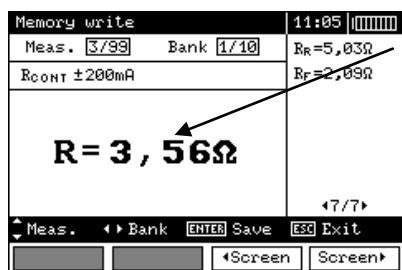 Memory write 11:05
Meas. 3/99 Bank 1/10 RR=5,03Ω
RCONT ±200mA RF=2,09Ω
R=3,56Ω
◂7/7▸
Meas. ◂▸Bank ENTER Save ESC Exit
◂Screen Screen▸